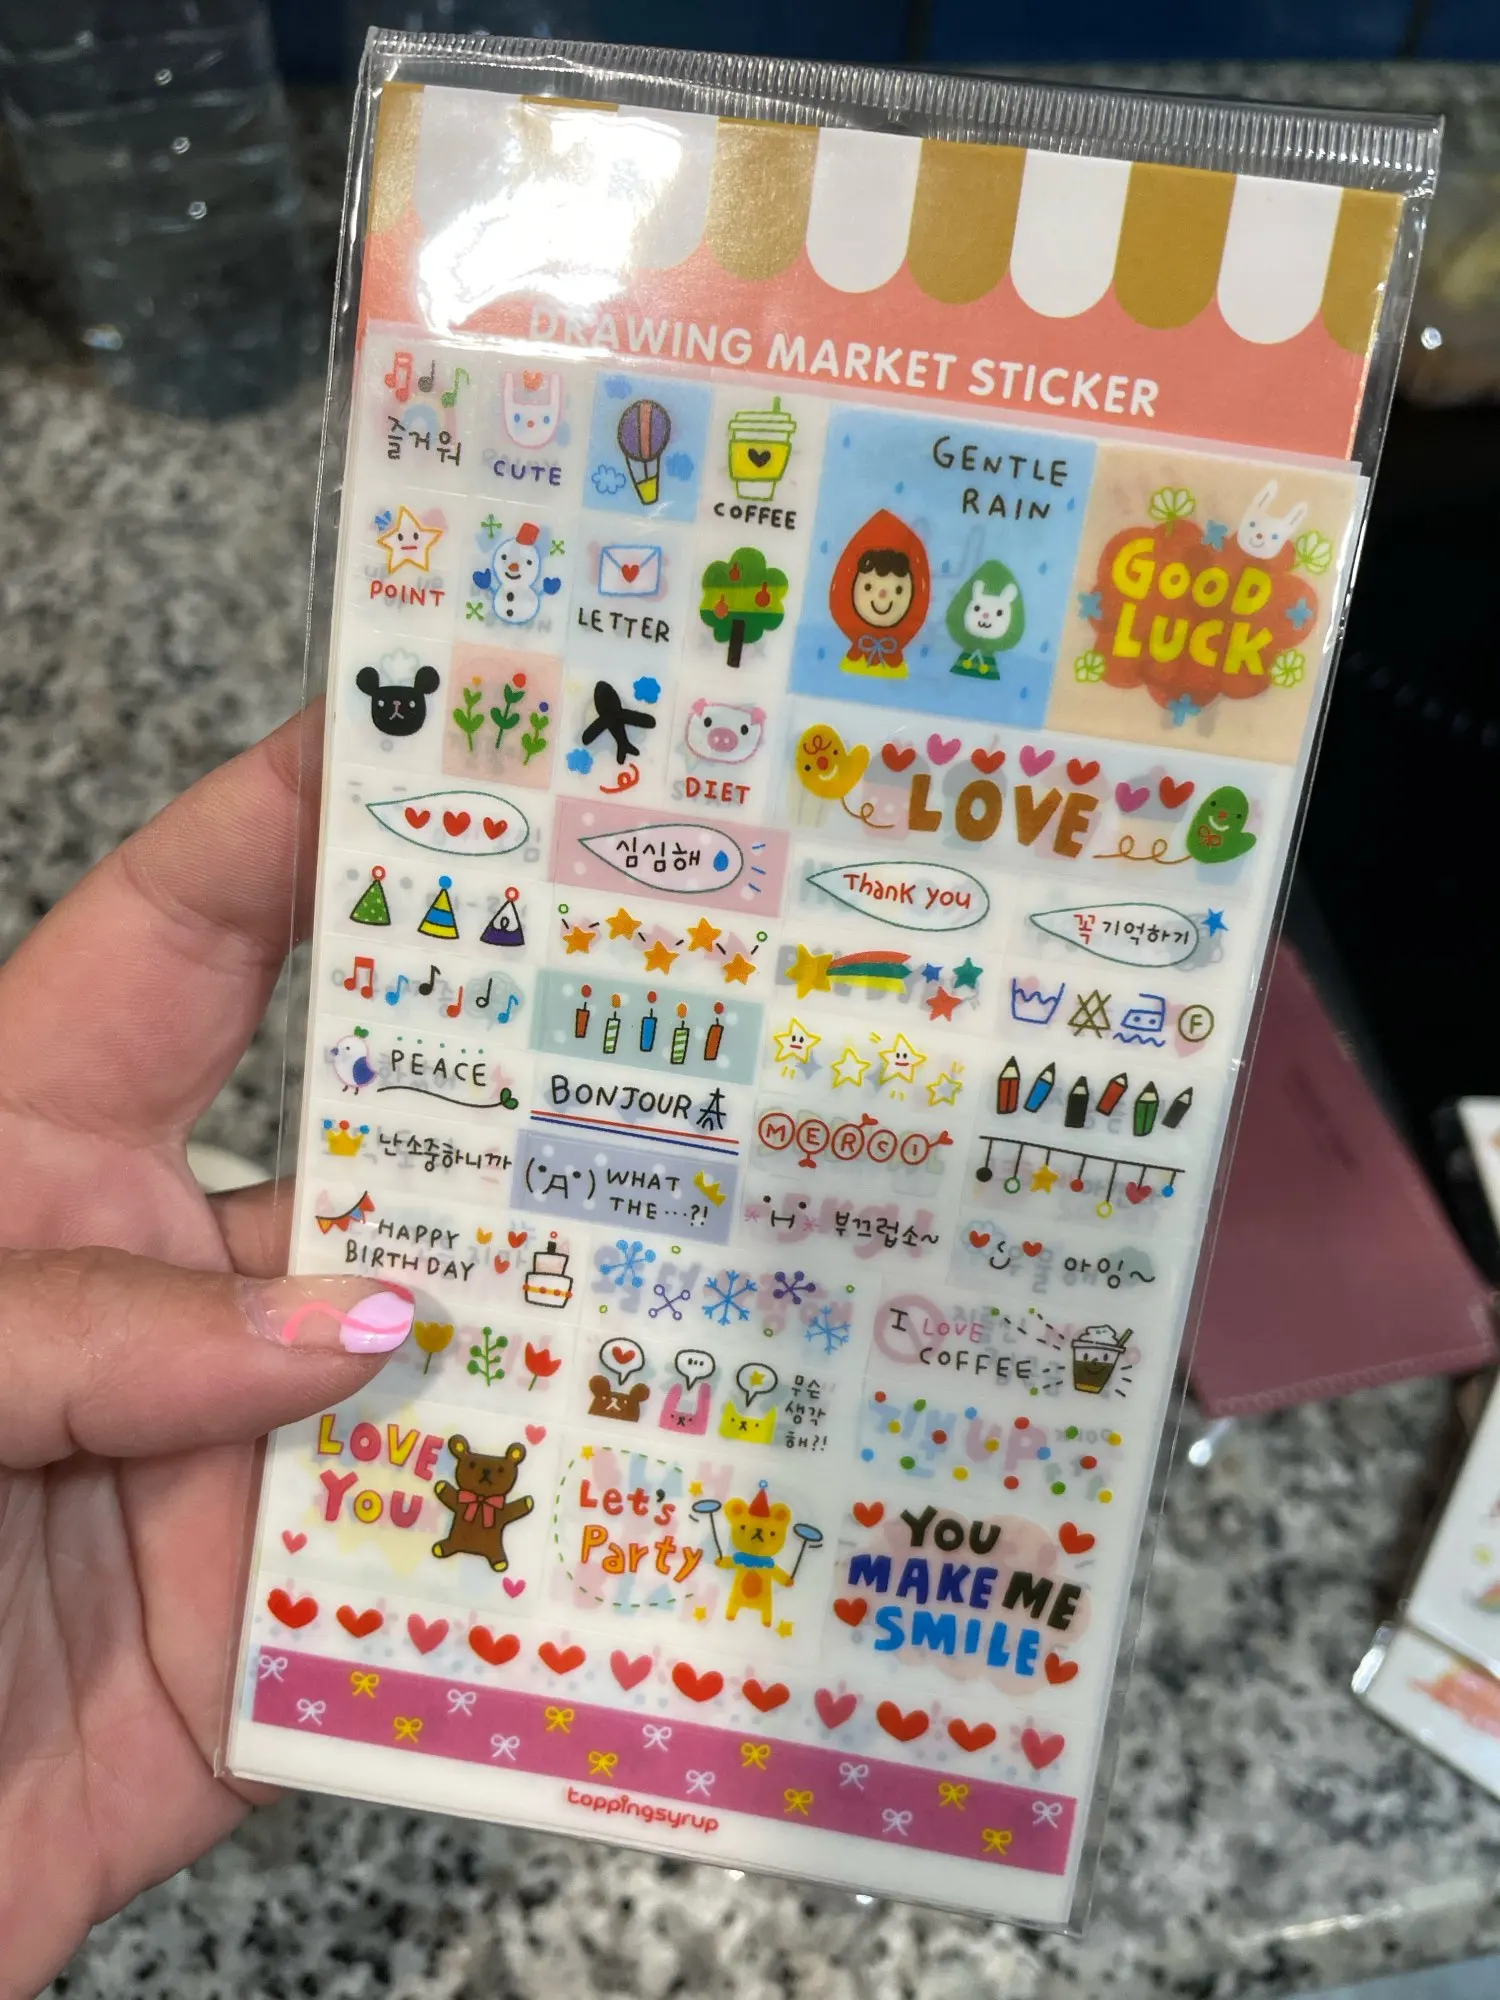 DRAWING MARKET STICKER
즐거워
CUTE
COFFEE
GENTLE
RAIN
GOOD
LUCK
POINT
LETTER
DIET
LOVE
심심해
Thank you
꼭 기억하기
F
PEACE
BONJOUR
MERCI
난소중하니까
WHAT
THE...?!
부끄럽소~
아잉~
HAPPY
BIRTHDAY
I LOVE
COFFEE
무슨
생각
해?!
LOVE
YOU
Let's
Party
YOU
MAKE ME
SMILE
toppingsyrup